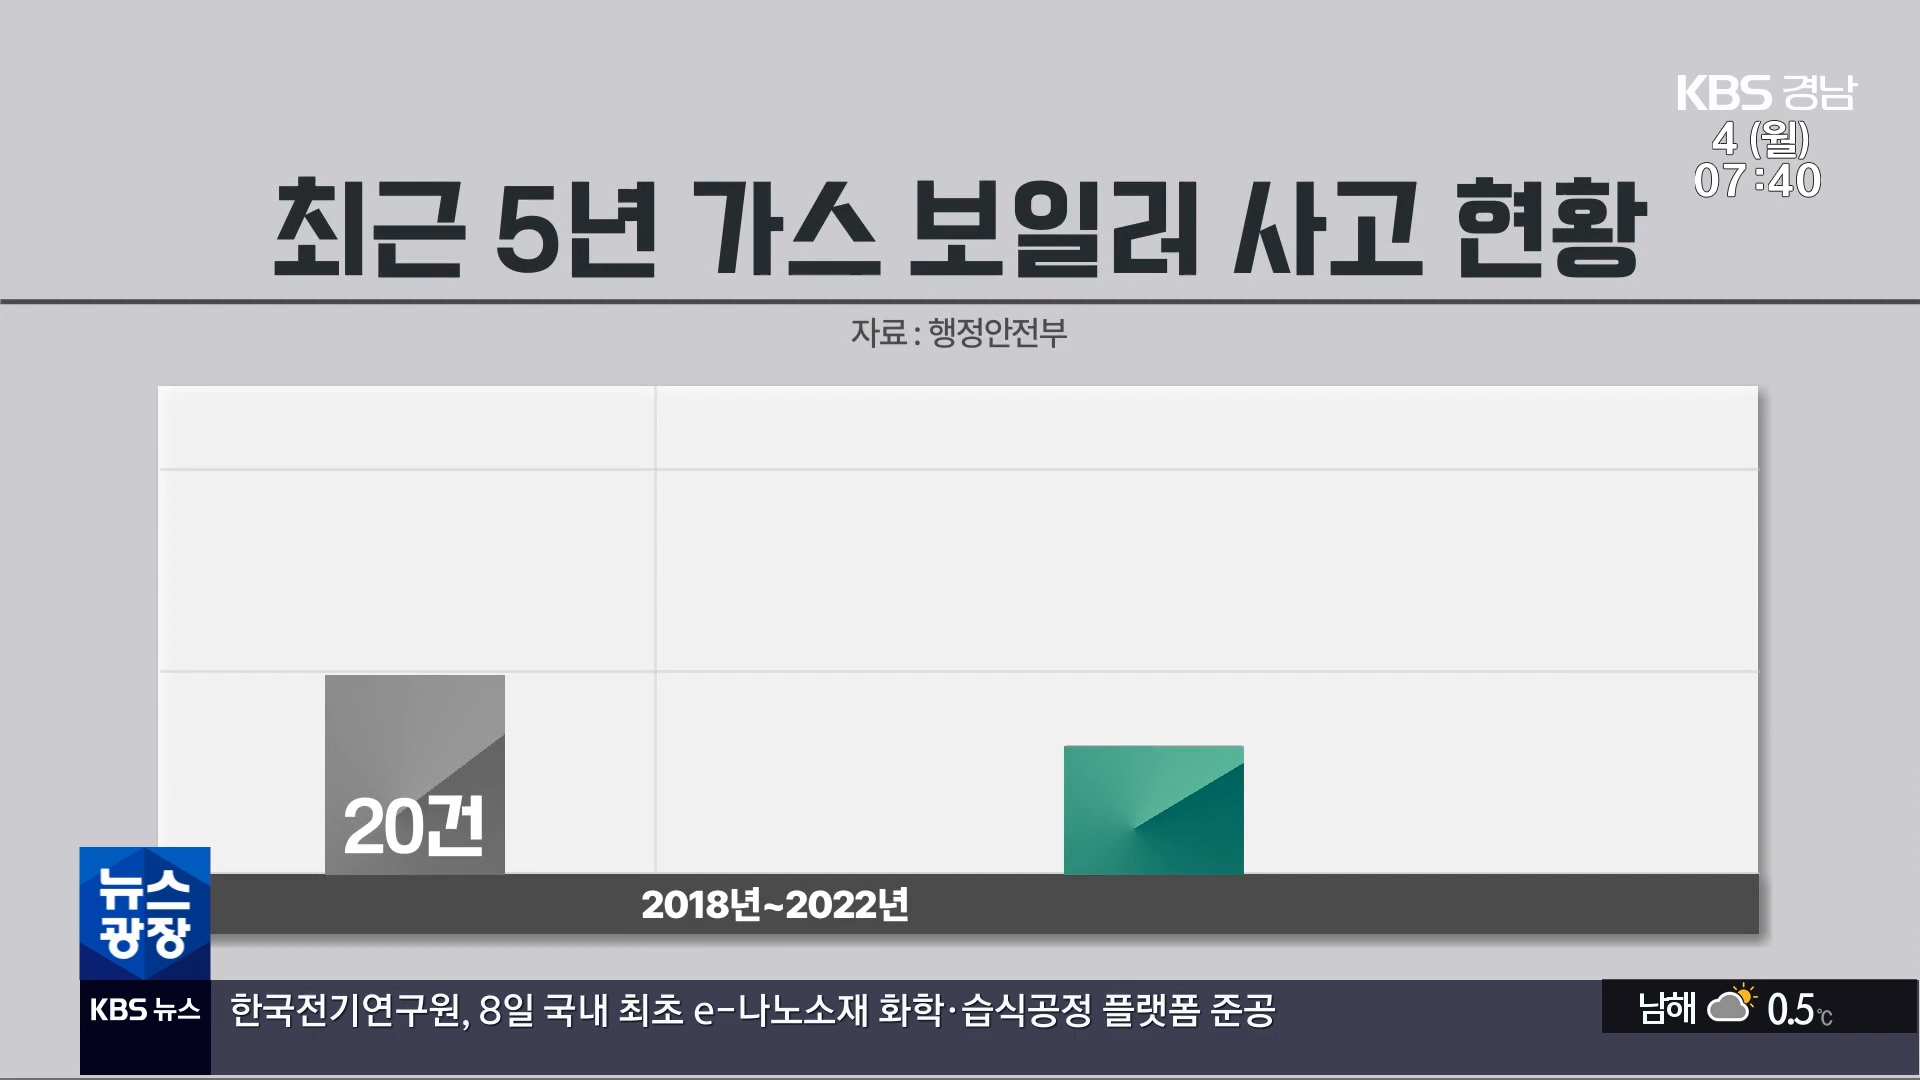 KBS 경남
4 (월)
07:40
최근 5년 가스 보일러 사고 현황
자료 : 행정안전부
20건
2018년~2022년
뉴스
광장
KBS 뉴스
한국전기연구원, 8일 국내 최초 e-나노소재 화학·습식공정 플랫폼 준공
남해 0.5℃